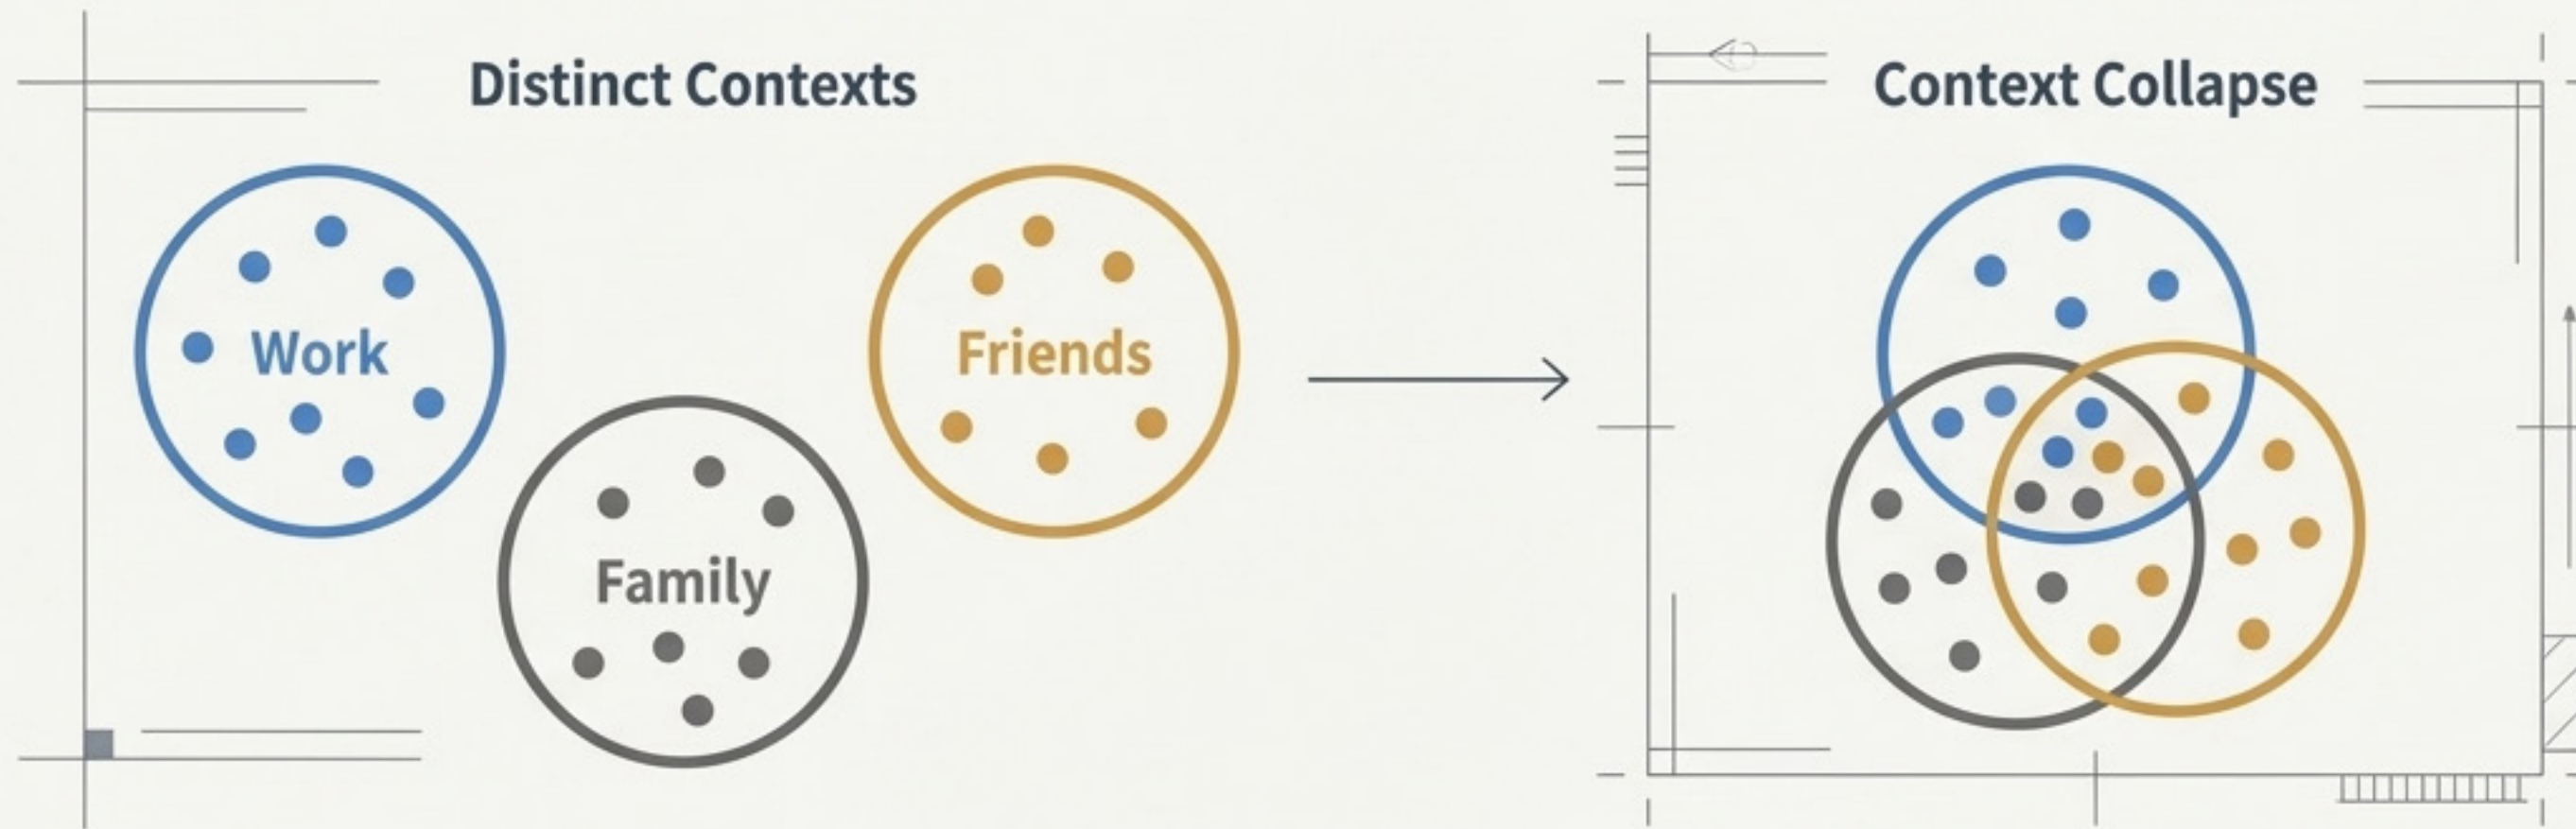 Distinct Contexts
Work
Friends
Family
Context Collapse